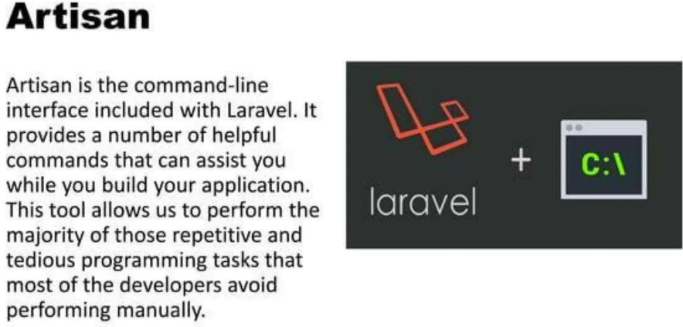 Artisan
Artisan is the command-line
interface included with Laravel. It
provides a number of helpful
commands that can assist you
while you build your application.
This tool allows us to perform the
majority of those repetitive and
tedious programming tasks that
most of the developers avoid
performing manually.
laravel
+
C:\